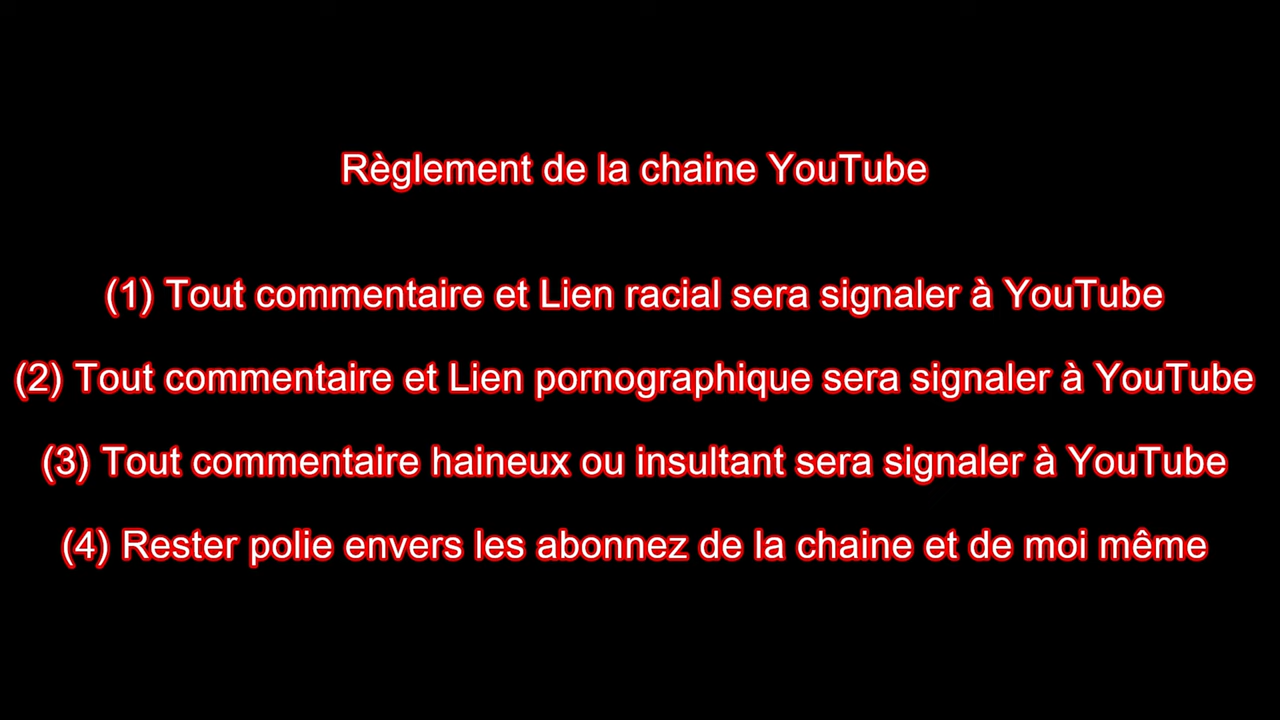 Règlement de la chaine YouTube
(1) Tout commentaire et Lien racial sera signaler à YouTube
(2) Tout commentaire et Lien pornographique sera signaler à YouTube
(3) Tout commentaire haineux ou insultant sera signaler à YouTube
(4) Rester polie envers les abonnez de la chaine et de moi même